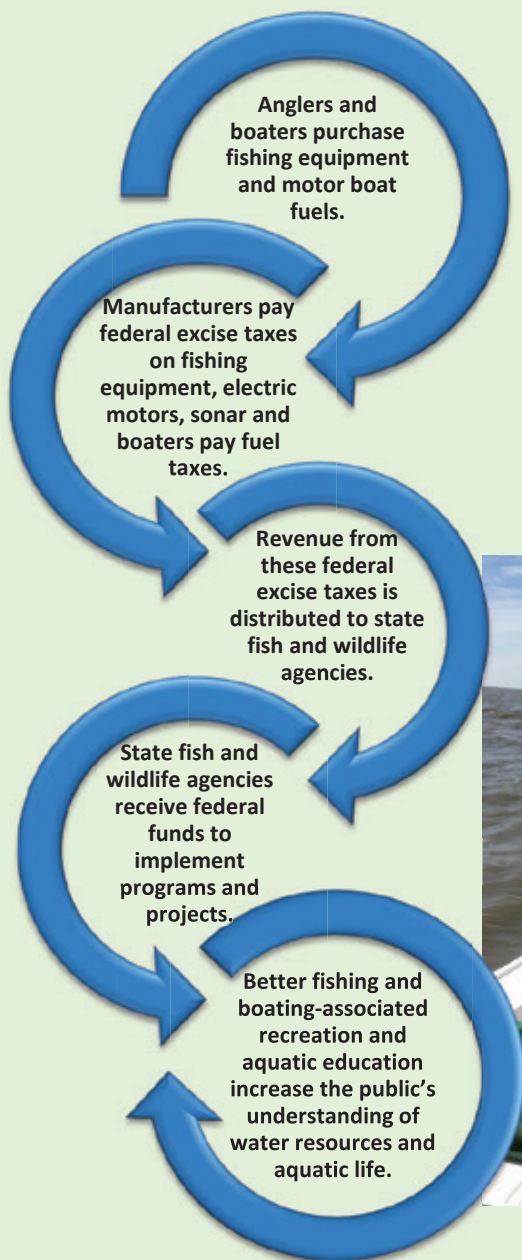 Anglers and
boaters purchase
fishing equipment
and motor boat
fuels.
Manufacturers pay
federal excise taxes
on fishing
equipment, electric
motors, sonar and
boaters pay fuel
taxes.
Revenue from
these federal
excise taxes is
distributed to state
fish and wildlife
agencies.
State fish and
wildlife agencies
receive federal
funds to
implement
programs and
projects.
Better fishing and
boating-associated
recreation and
aquatic education
increase the public’s
understanding of
water resources and
aquatic life.